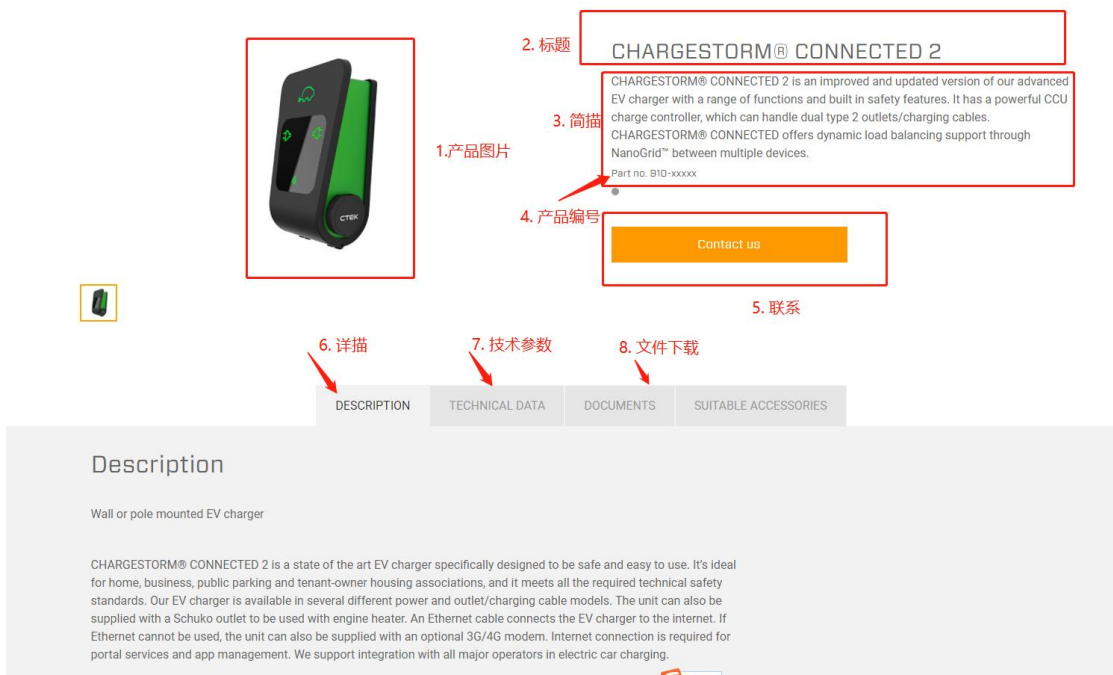 2. 标题
CHARGESTORM® CONNECTED 2
CHARGESTORM® CONNECTED 2 is an improved and updated version of our advanced
EV charger with a range of functions and built in safety features. It has a powerful CCU
charge controller, which can handle dual type 2 outlets/charging cables.
3. 简描
CHARGESTORM® CONNECTED offers dynamic load balancing support through
NanoGrid™ between multiple devices.
1.产品图片
Part no. 910-xxxxx
CTEK
4. 产品编号
Contact us
5. 联系
6. 详描
7. 技术参数
8. 文件下载
DESCRIPTION
TECHNICAL DATA
DOCUMENTS
SUITABLE ACCESSORIES
Description
Wall or pole mounted EV charger
CHARGESTORM® CONNECTED 2 is a state of the art EV charger specifically designed to be safe and easy to use. It's ideal
for home, business, public parking and tenant-owner housing associations, and it meets all the required technical safety
standards. Our EV charger is available in several different power and outlet/charging cable models. The unit can also be
supplied with a Schuko outlet to be used with engine heater. An Ethernet cable connects the EV charger to the internet. If
Ethernet cannot be used, the unit can also be supplied with an optional 3G/4G modem. Internet connection is required for
portal services and app management. We support integration with all major operators in electric car charging.